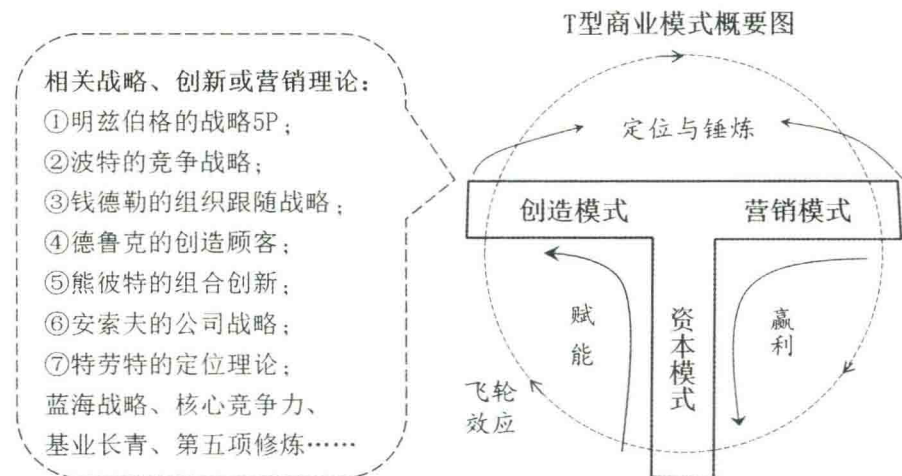 T型商业模式概要图
相关战略、创新或营销理论：
①明兹伯格的战略5P；
②波特的竞争战略；
③钱德勒的组织跟随战略；
④德鲁克的创造顾客；
⑤熊彼特的组合创新；
⑥安索夫的公司战略；
⑦特劳特的定位理论；
蓝海战略、核心竞争力、
基业长青、第五项修炼……
定位与锤炼
创造模式
营销模式
赋能
资本模式
赢利
飞轮
效应